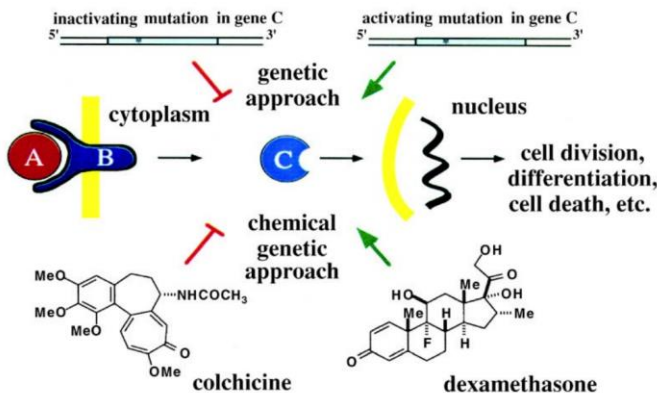 inactivating mutation in gene C
activating mutation in gene C
5' 3'
5' 3'
genetic
approach
cytoplasm
nucleus
A
B
C
cell division,
differentiation,
cell death, etc.
chemical
genetic
approach
MeO
MeO
MeO
NHCOCH3
O
OMe
colchicine
OH
O
HO
Me
OH
Me
H
Me
F
H
O
dexamethasone